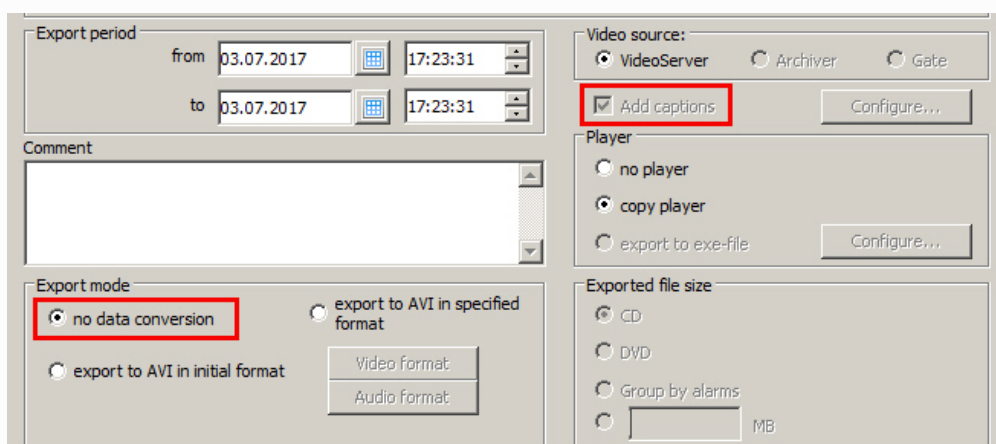 Export period
from 03.07.2017 17:23:31
to 03.07.2017 17:23:31
Comment
Export mode
no data conversion
export to AVI in specified
format
export to AVI in initial format
Video format
Audio format
Video source:
VideoServer Archiver Gate
Add captions Configure...
Player
no player
copy player
export to exe-file Configure...
Exported file size
CD
DVD
Group by alarms
MB